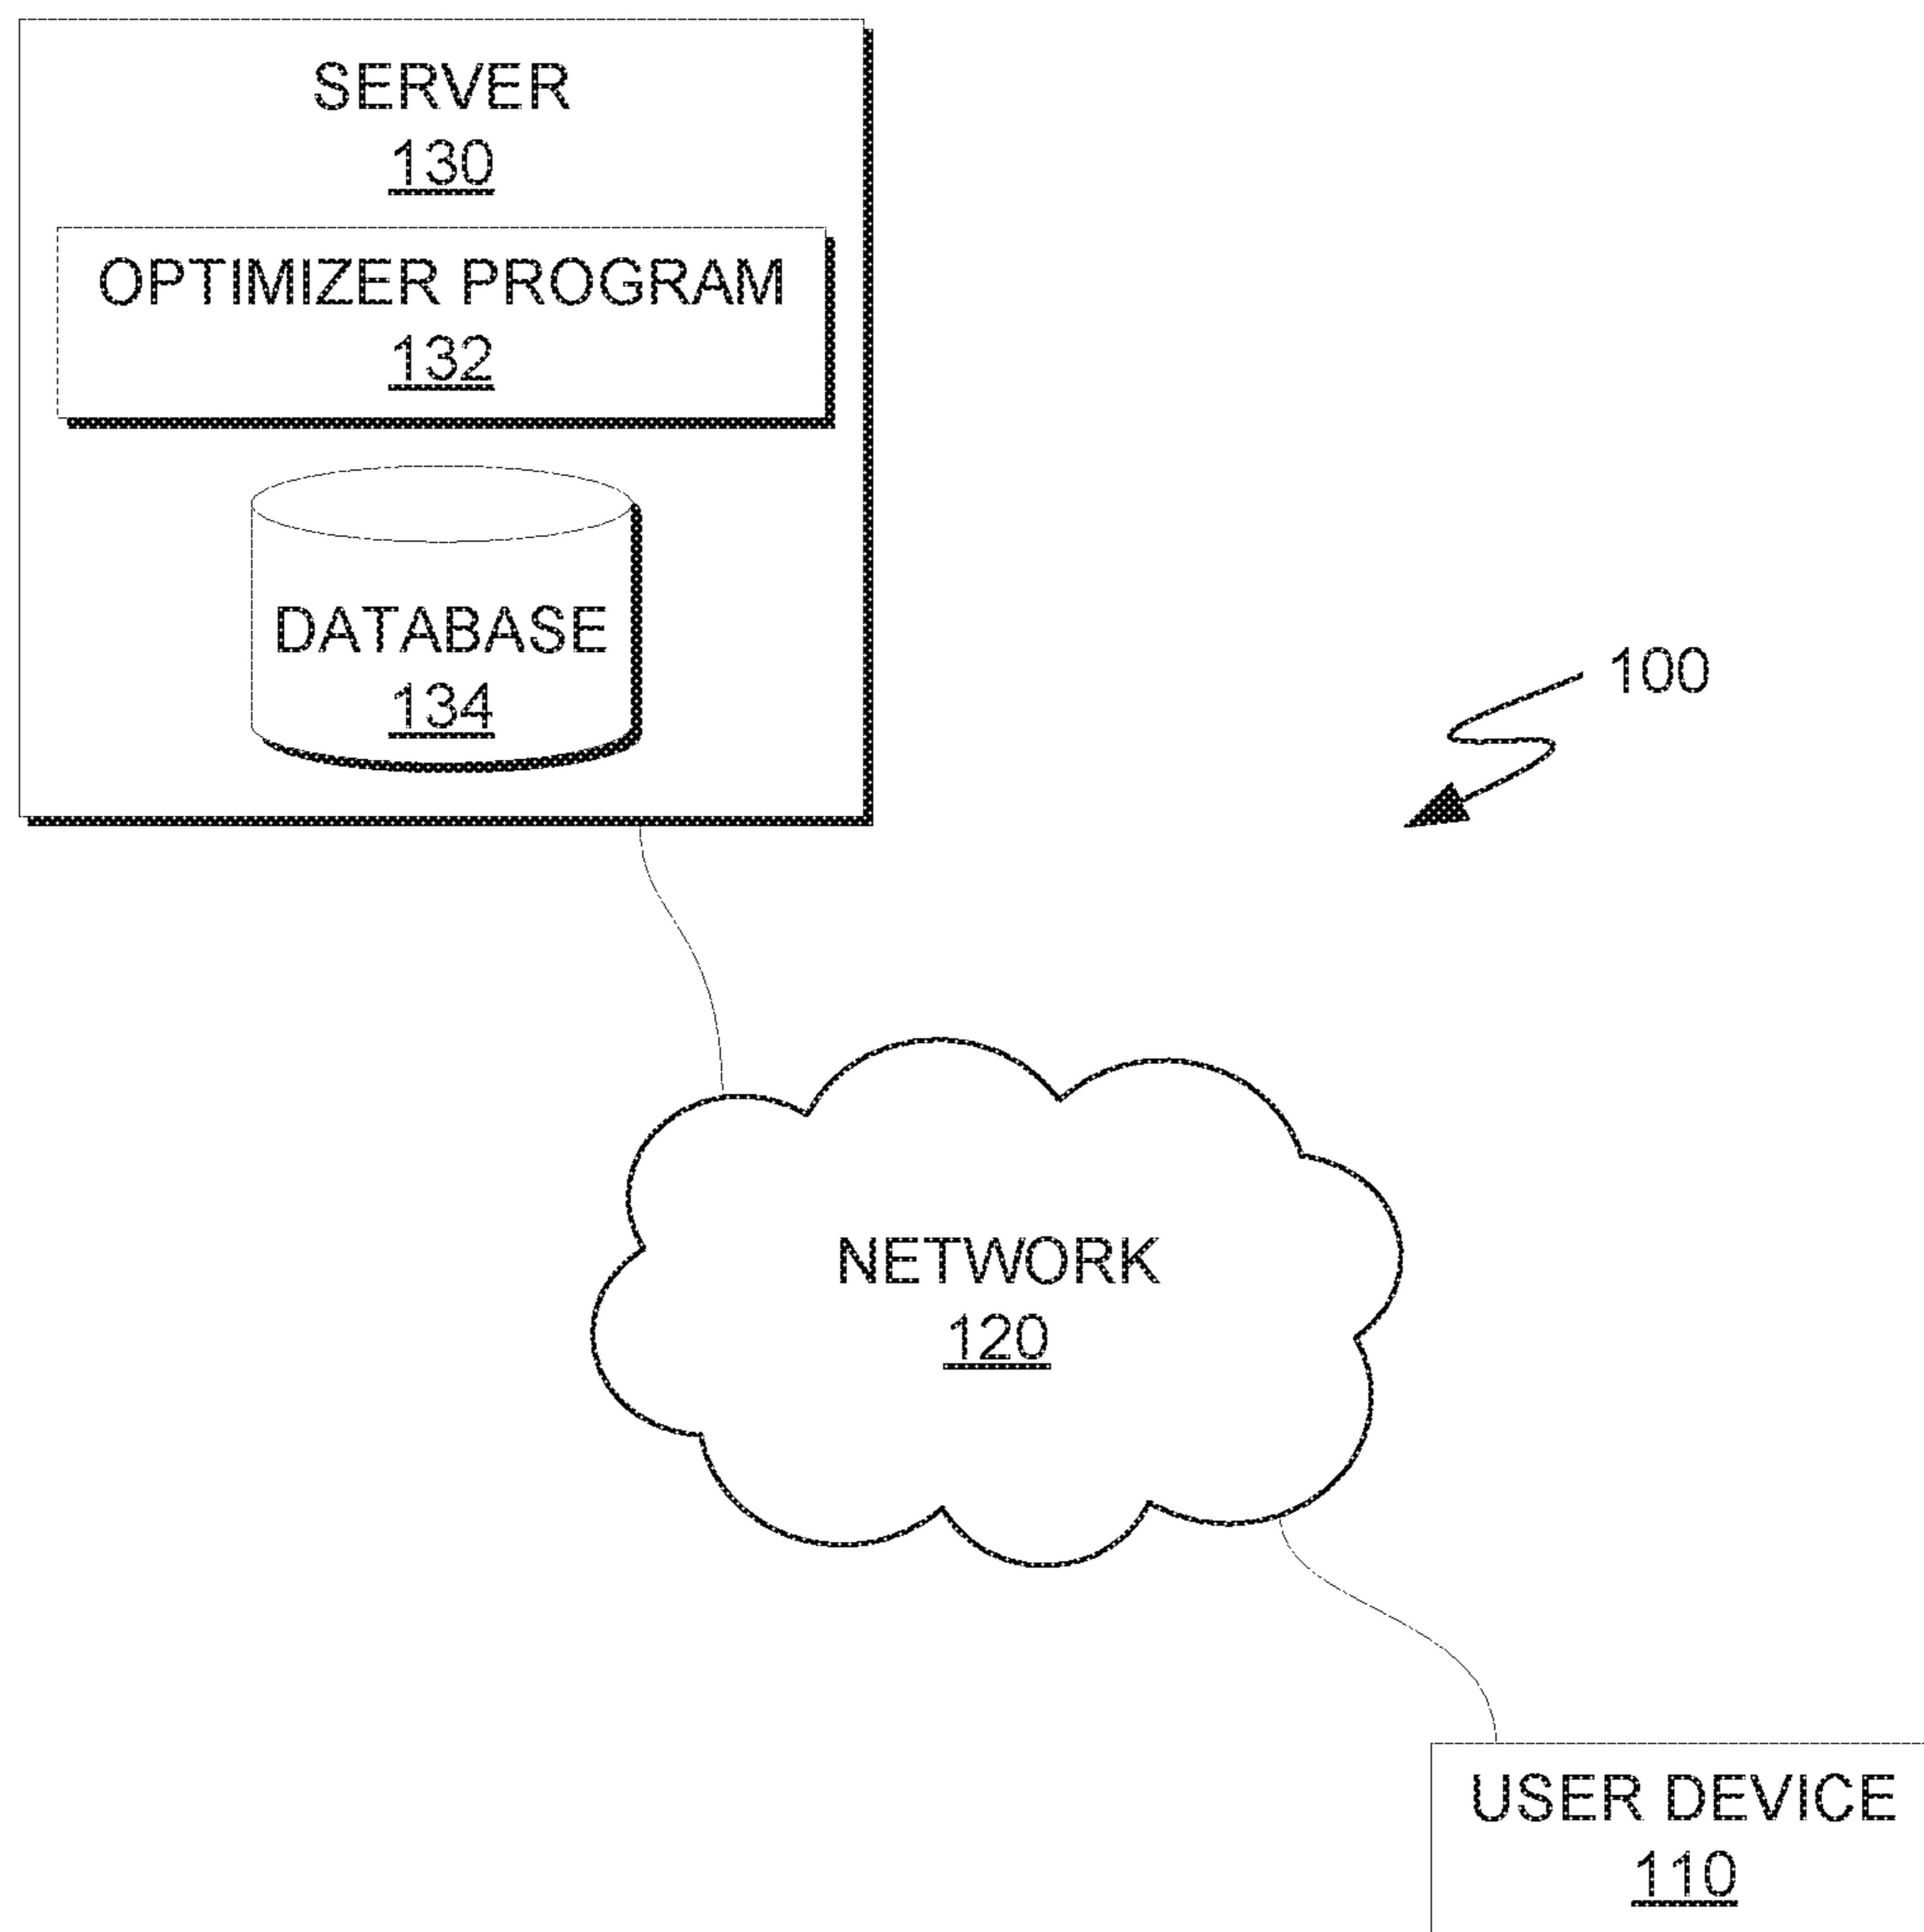 SERVER
130
OPTIMIZER PROGRAM
132
DATABASE
134
100
NETWORK
120
USER DEVICE
110